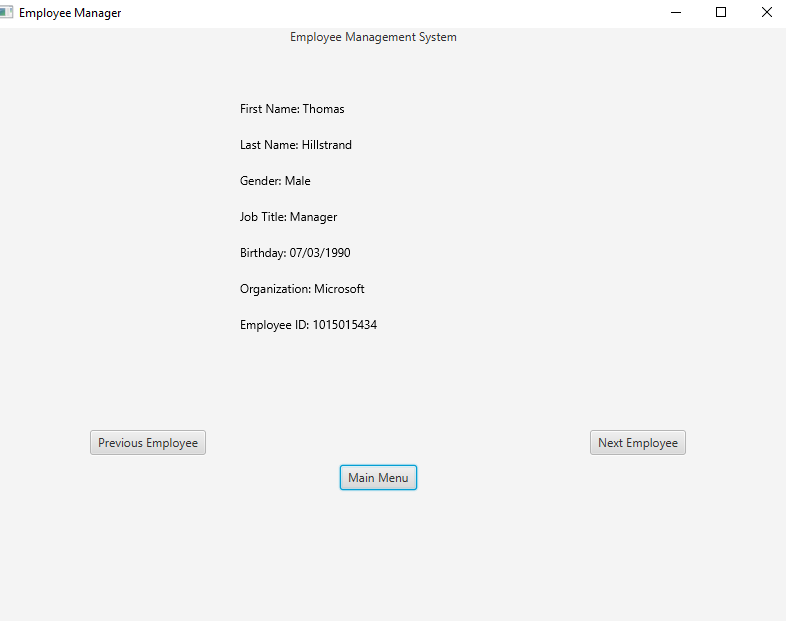 Employee Manager
Employee Management System
First Name: Thomas
Last Name: Hillstrand
Gender: Male
Job Title: Manager
Birthday: 07/03/1990
Organization: Microsoft
Employee ID: 1015015434
Previous Employee
Next Employee
Main Menu